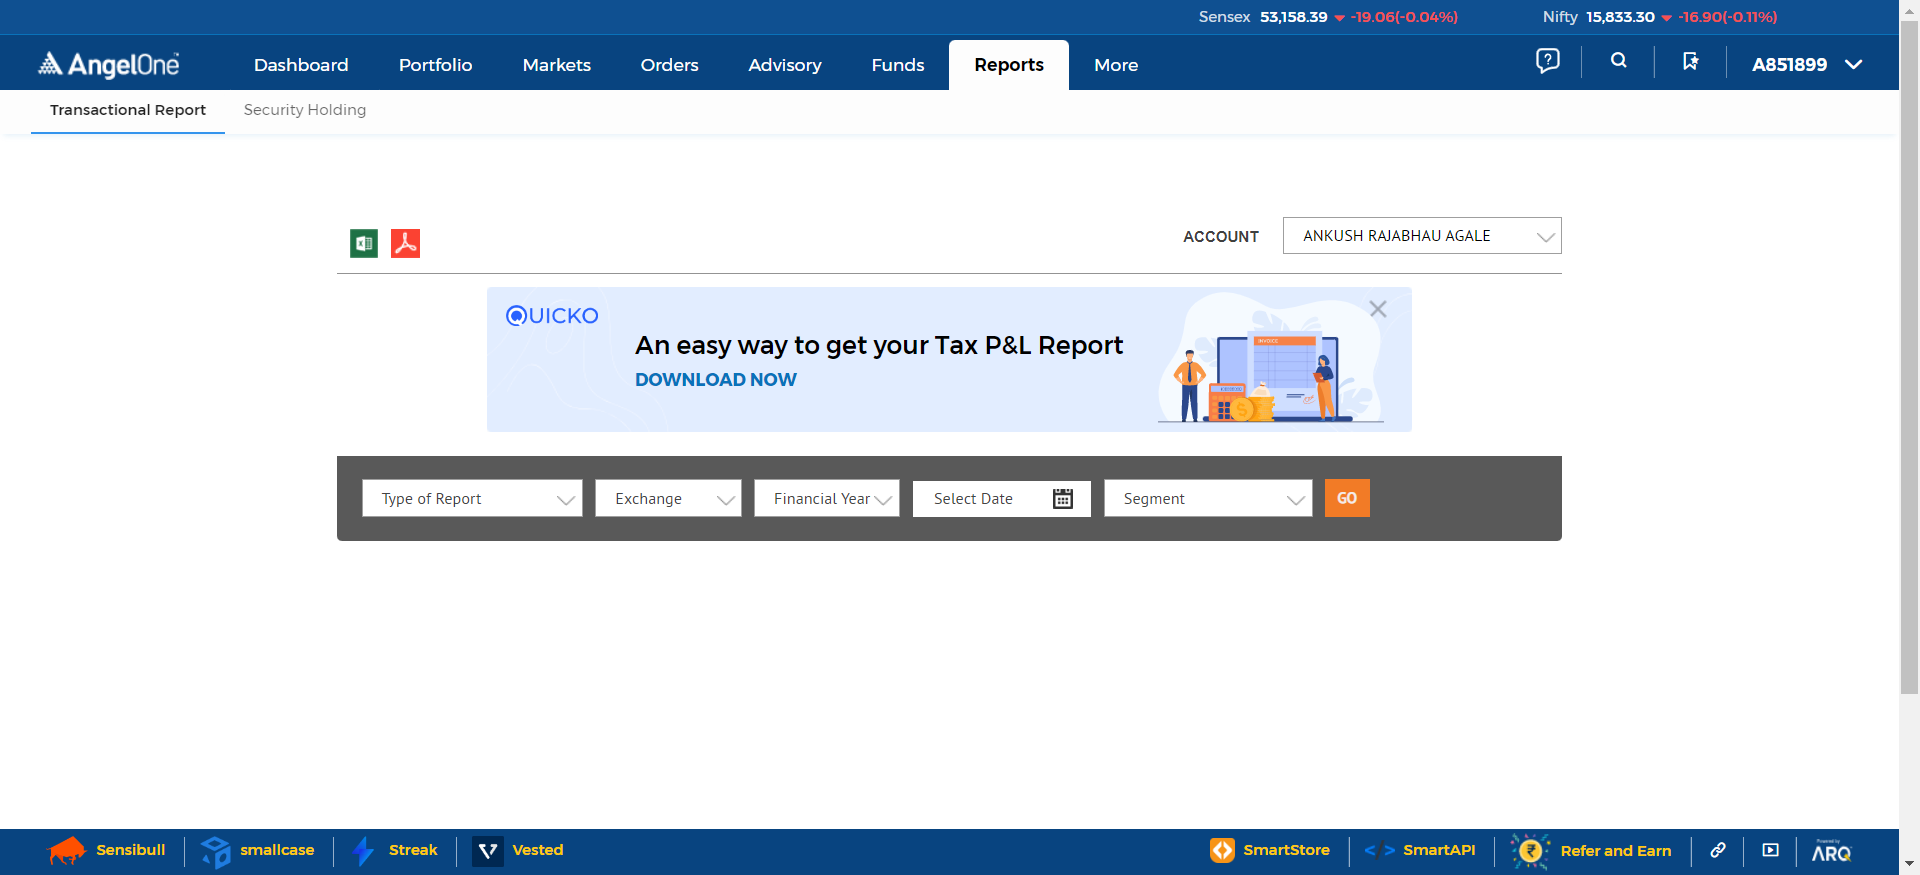 Sensex 53,158.39 -19.06(-0.04%) Nifty 15,833.30 -16.90(-0.11%)
AngelOne Dashboard Portfolio Markets Orders Advisory Funds Reports More A851899
Transactional Report Security Holding
ACCOUNT ANKUSH RAJABHAU AGALE
QUICKO
An easy way to get your Tax P&L Report
DOWNLOAD NOW
INVOICE
Type of Report Exchange Financial Year Select Date Segment GO
Sensibull smallcase Streak Vested SmartStore SmartAPI Refer and Earn Powered by ARQ